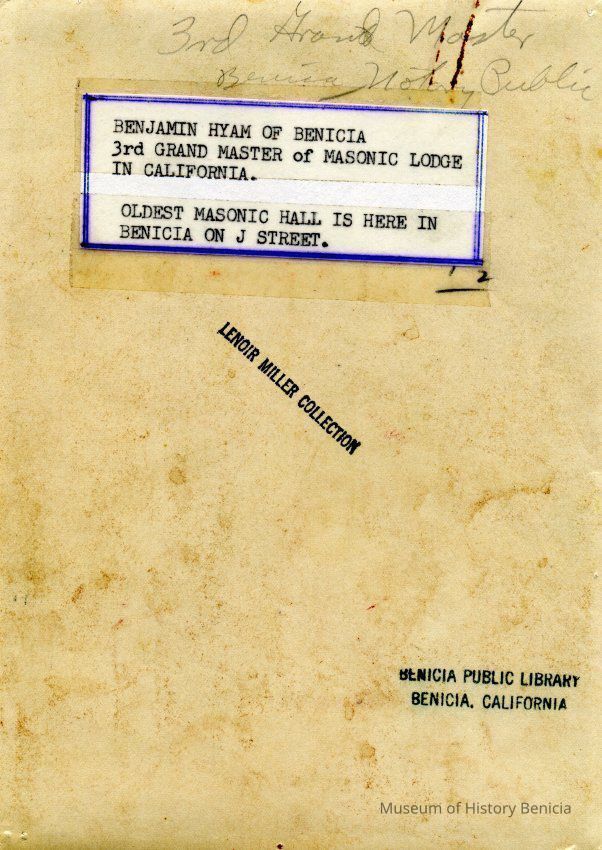 3rd Grand Master
Benicia Notary Public
BENJAMIN HYAM OF BENICIA
3rd GRAND MASTER of MASONIC LODGE
IN CALIFORNIA.
OLDEST MASONIC HALL IS HERE IN
BENICIA ON J STREET.
2
LENOIR MILLER COLLECTION
BENICIA PUBLIC LIBRARY
BENICIA, CALIFORNIA
Museum of History Benicia